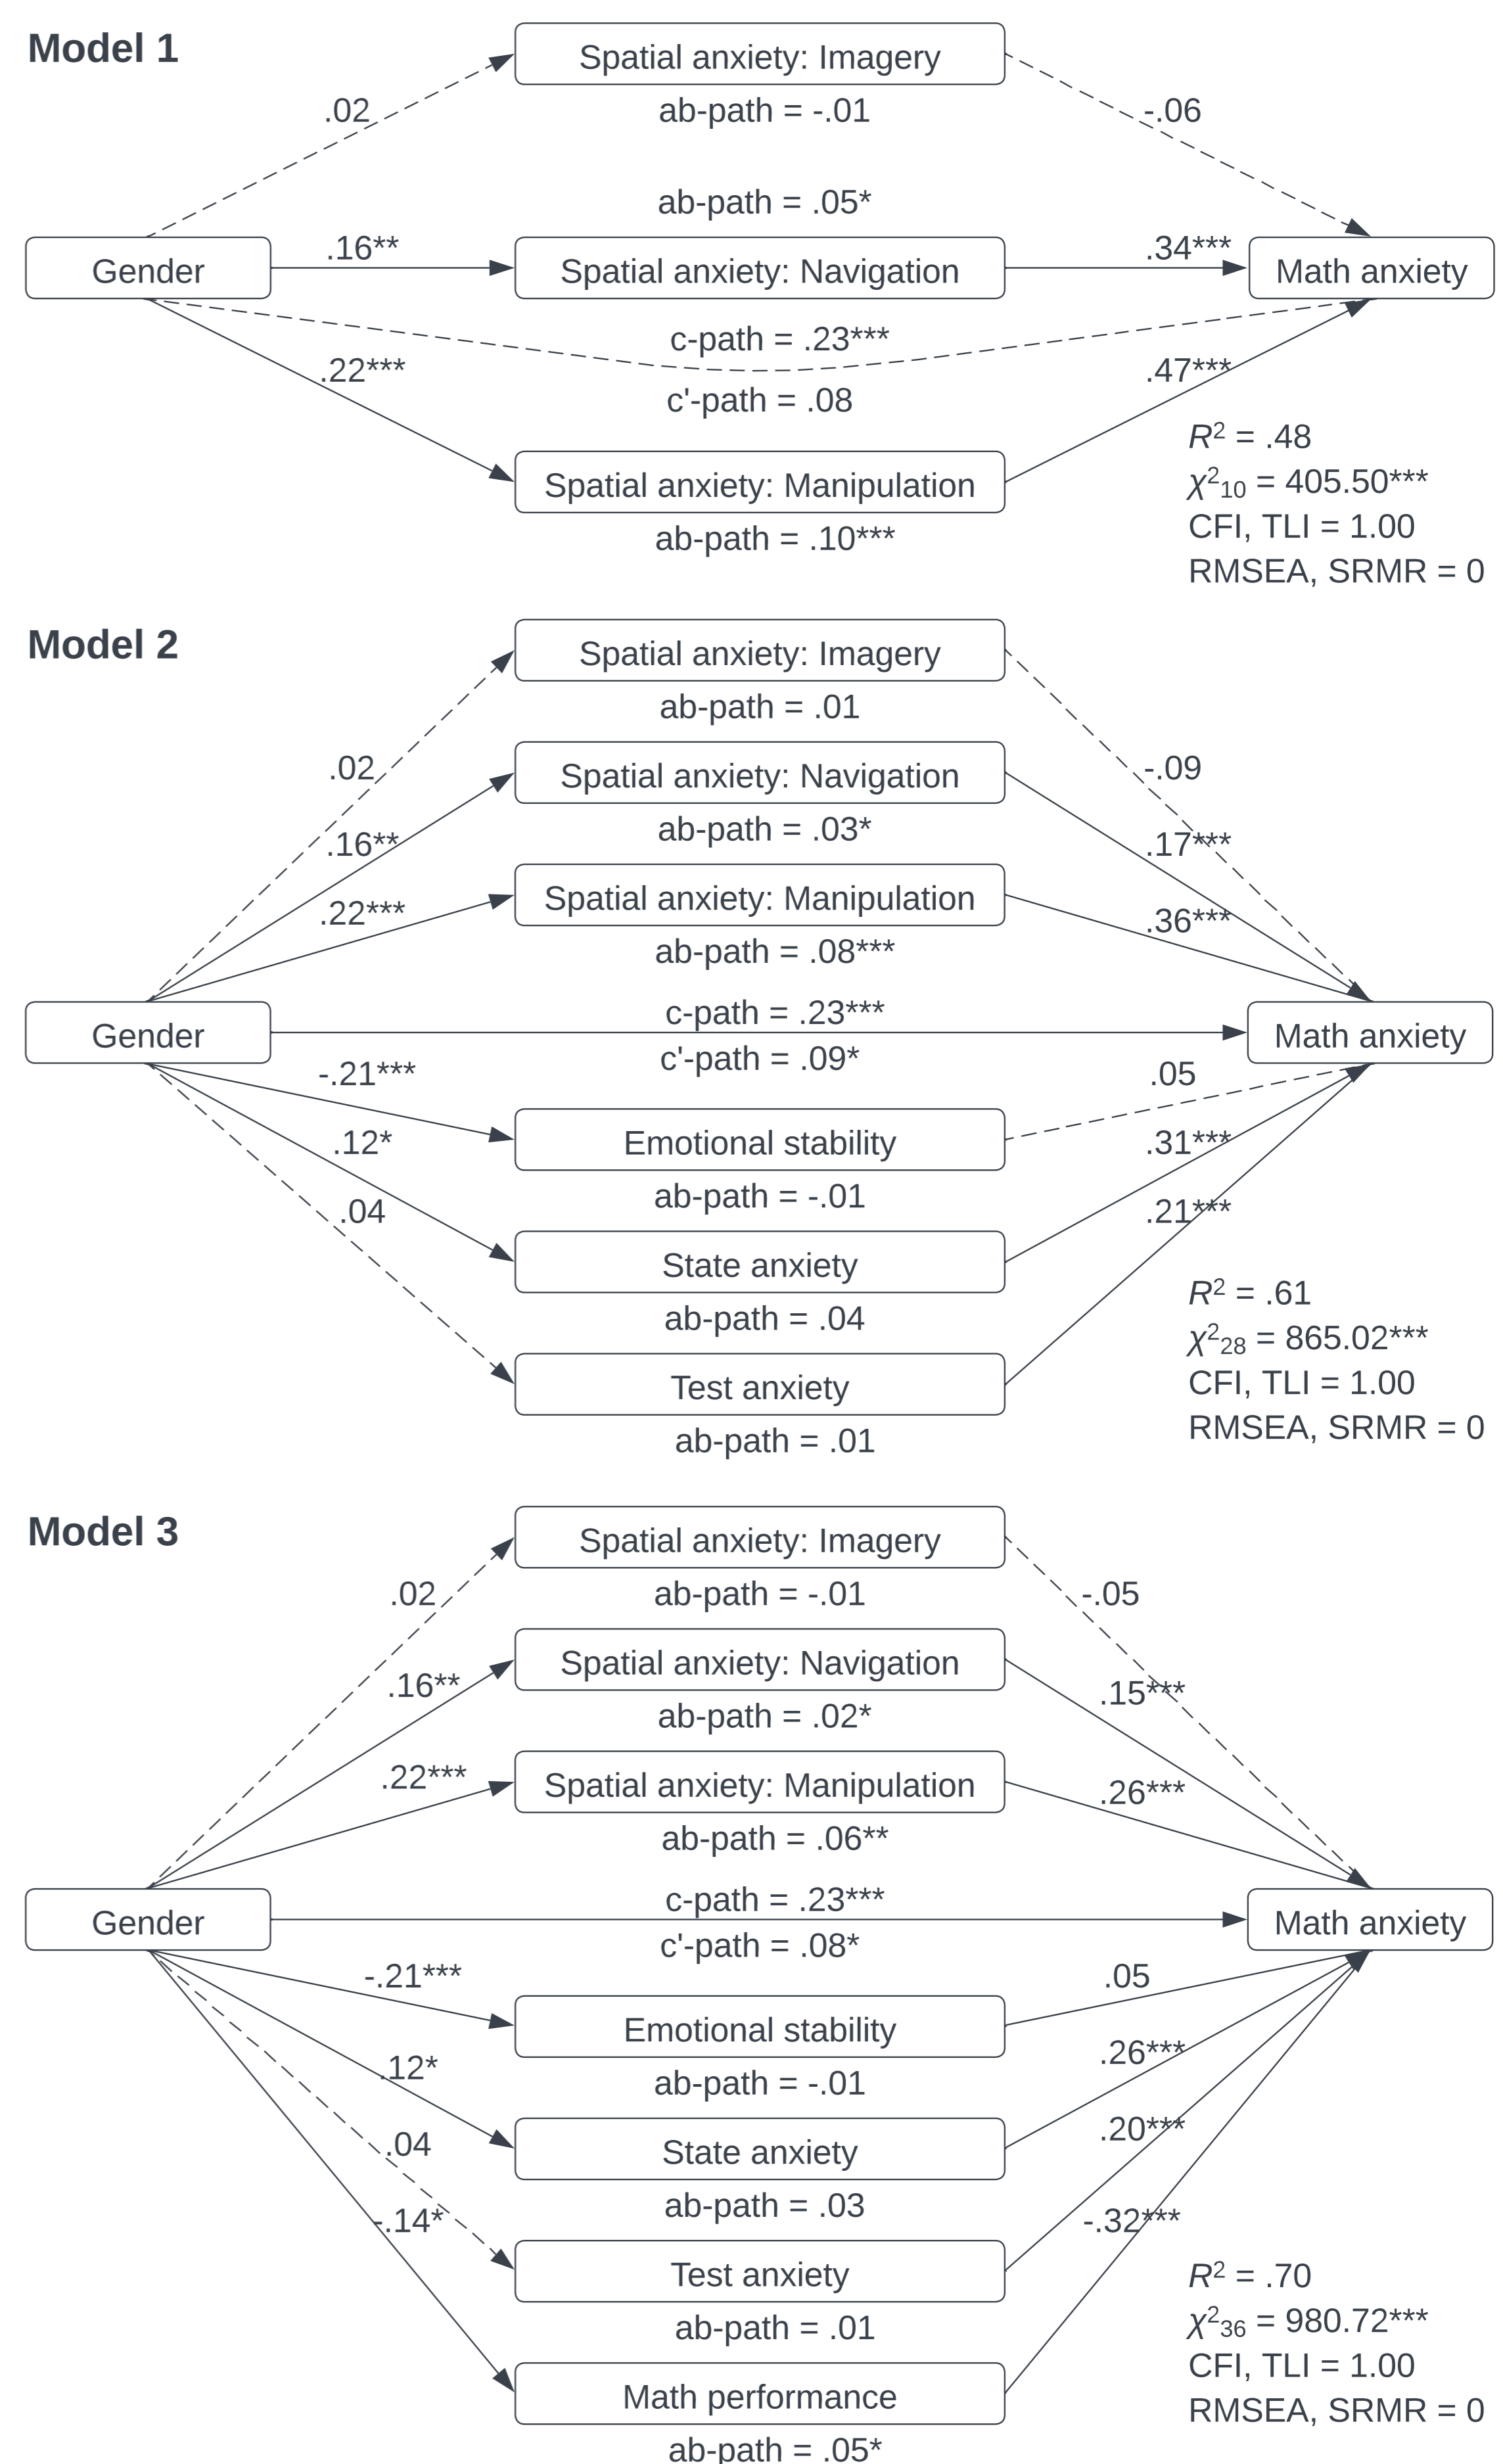 Model 1
Spatial anxiety: Imagery
ab-path = -.01
.02
-.06
ab-path = .05*
Gender
.16**
Spatial anxiety: Navigation
.34***
Math anxiety
c-path = .23***
c'-path = .08
.22***
.47***
Spatial anxiety: Manipulation
ab-path = .10***
R² = .48
χ²₁₀ = 405.50***
CFI, TLI = 1.00
RMSEA, SRMR = 0
Model 2
Spatial anxiety: Imagery
ab-path = .01
.02
-.09
Spatial anxiety: Navigation
ab-path = .03*
.16**
.17***
Spatial anxiety: Manipulation
ab-path = .08***
.22***
.36***
Gender
c-path = .23***
c'-path = .09*
Math anxiety
-.21***
.05
Emotional stability
ab-path = -.01
.12*
.31***
State anxiety
ab-path = .04
.04
.21***
Test anxiety
ab-path = .01
R² = .61
χ²₂₈ = 865.02***
CFI, TLI = 1.00
RMSEA, SRMR = 0
Model 3
Spatial anxiety: Imagery
ab-path = -.01
.02
-.05
Spatial anxiety: Navigation
ab-path = .02*
.16**
.15***
Spatial anxiety: Manipulation
ab-path = .06**
.22***
.26***
Gender
c-path = .23***
c'-path = .08*
Math anxiety
-.21***
.05
Emotional stability
ab-path = -.01
.12*
.26***
State anxiety
ab-path = .03
.04
.20***
Test anxiety
ab-path = .01
-.14*
-.32***
Math performance
ab-path = .05*
R² = .70
χ²₃₆ = 980.72***
CFI, TLI = 1.00
RMSEA, SRMR = 0